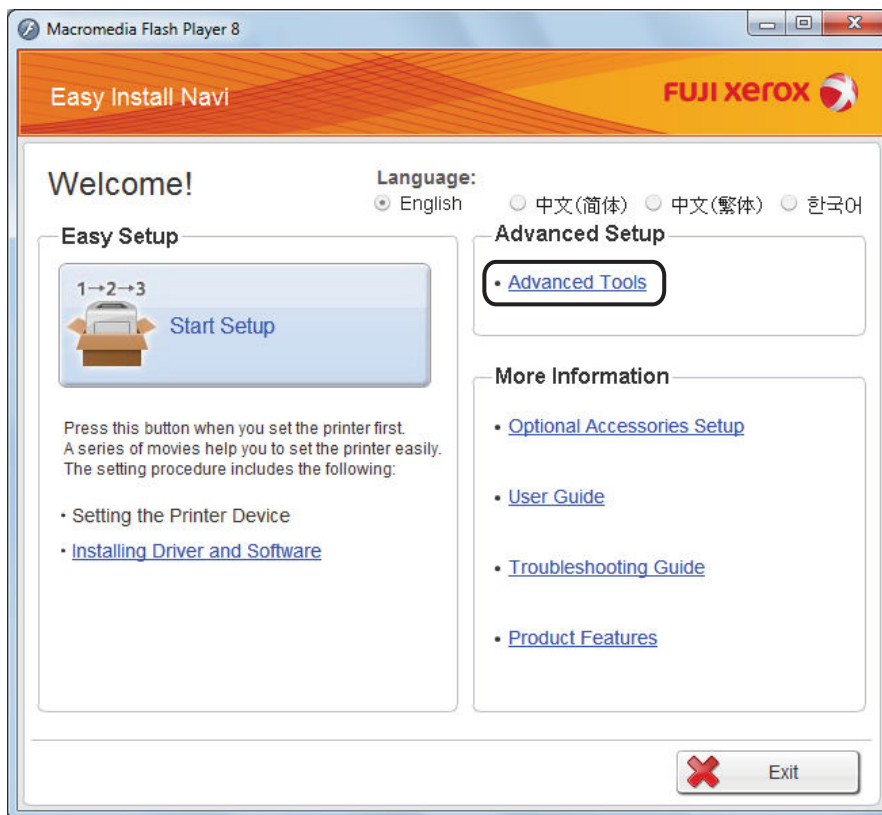 Macromedia Flash Player 8
Easy Install Navi
FUJI xerox
Welcome!
Language:
English 中文(简体) 中文(繁体) 한국어
Easy Setup
1→2→3
Start Setup
Press this button when you set the printer first.
A series of movies help you to set the printer easily.
The setting procedure includes the following:
・Setting the Printer Device
・Installing Driver and Software
Advanced Setup
• Advanced Tools
More Information
• Optional Accessories Setup
• User Guide
• Troubleshooting Guide
• Product Features
Exit